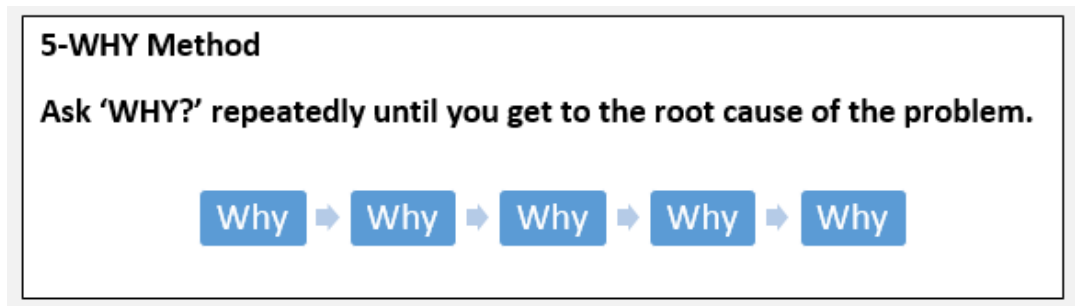 5-WHY Method
Ask ‘WHY?’ repeatedly until you get to the root cause of the problem.
Why Why Why Why Why